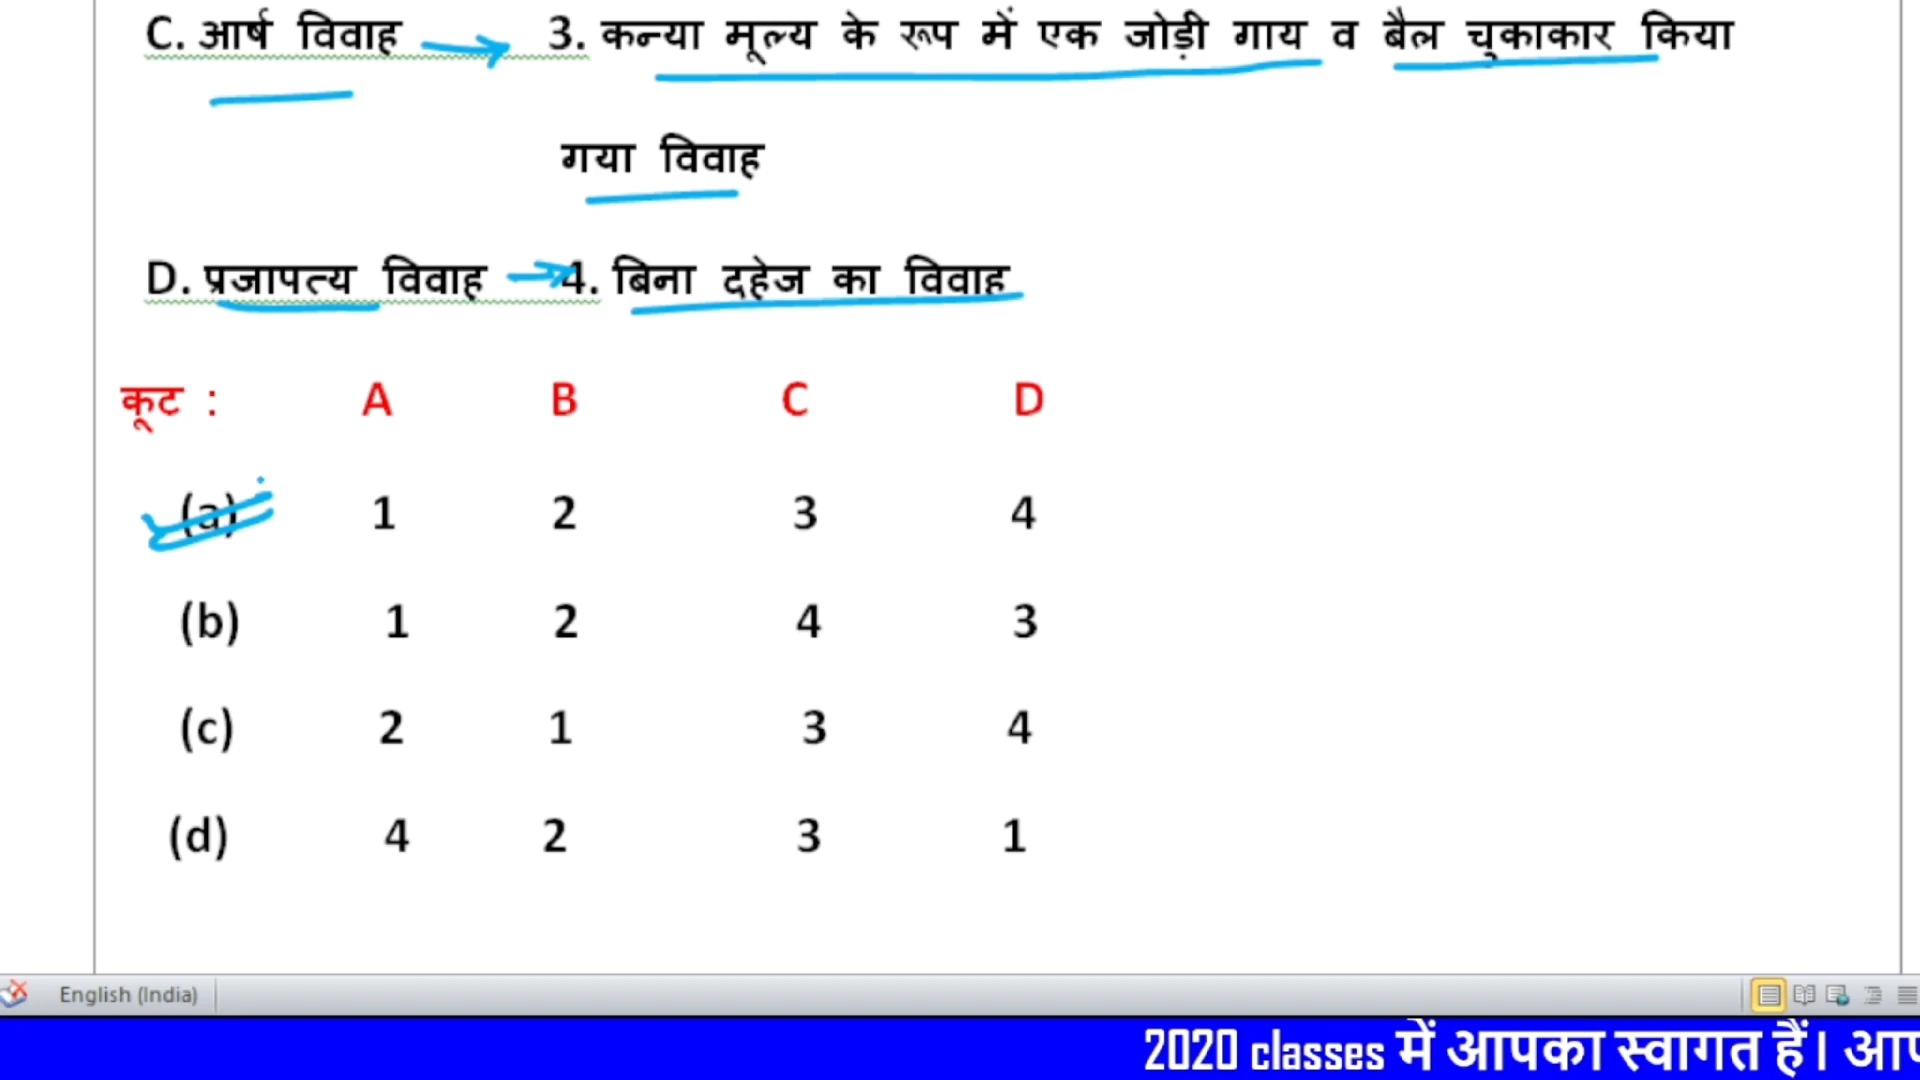 C. आर्ष विवाह 3. कन्या मूल्य के रूप में एक जोड़ी गाय व बैल चुकाकार किया
गया विवाह
D. प्रजापत्य विवाह 4. बिना दहेज का विवाह
कूट : A B C D
(a) 1 2 3 4
(b) 1 2 4 3
(c) 2 1 3 4
(d) 4 2 3 1
English (India)
2020 classes में आपका स्वागत हैं। आप